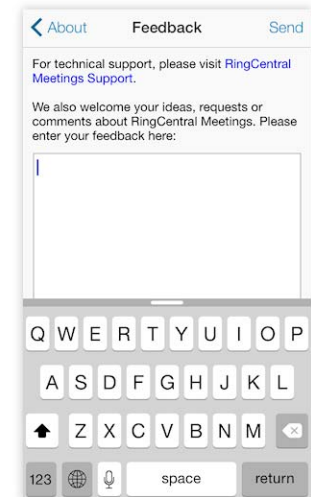 About Feedback Send
For technical support, please visit RingCentral
Meetings Support.
We also welcome your ideas, requests or
comments about RingCentral Meetings. Please
enter your feedback here:
Q W E R T Y U I O P
A S D F G H J K L
Z X C V B N M
123 space return